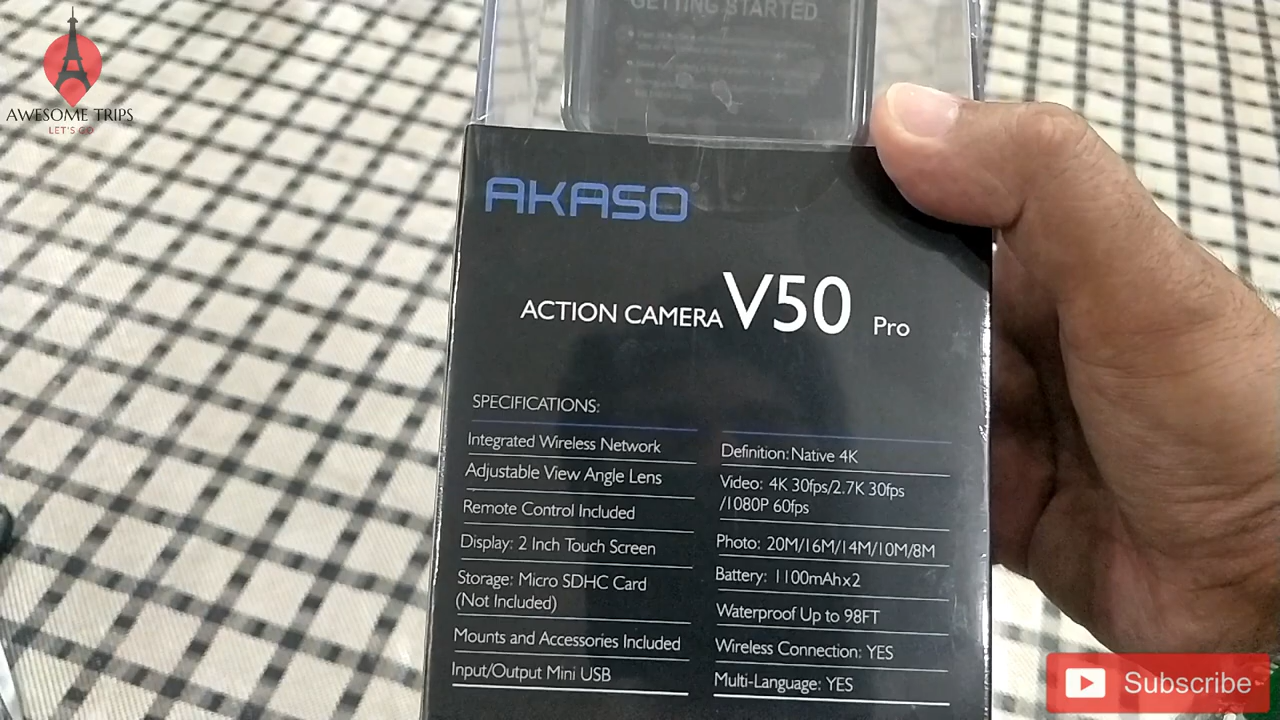 GETTING STARTED
AWESOME TRIPS
LET'S GO
AKASO
ACTION CAMERA V50 Pro
SPECIFICATIONS:
Integrated Wireless Network
Adjustable View Angle Lens
Remote Control Included
Display: 2 Inch Touch Screen
Storage: Micro SDHC Card
(Not Included)
Mounts and Accessories Included
Input/Output Mini USB
Definition: Native 4K
Video: 4K 30fps/2.7K 30fps
/1080P 60fps
Photo: 20M/16M/14M/10M/8M
Battery: 1100mAhx2
Waterproof Up to 98FT
Wireless Connection: YES
Multi-Language: YES
Subscribe